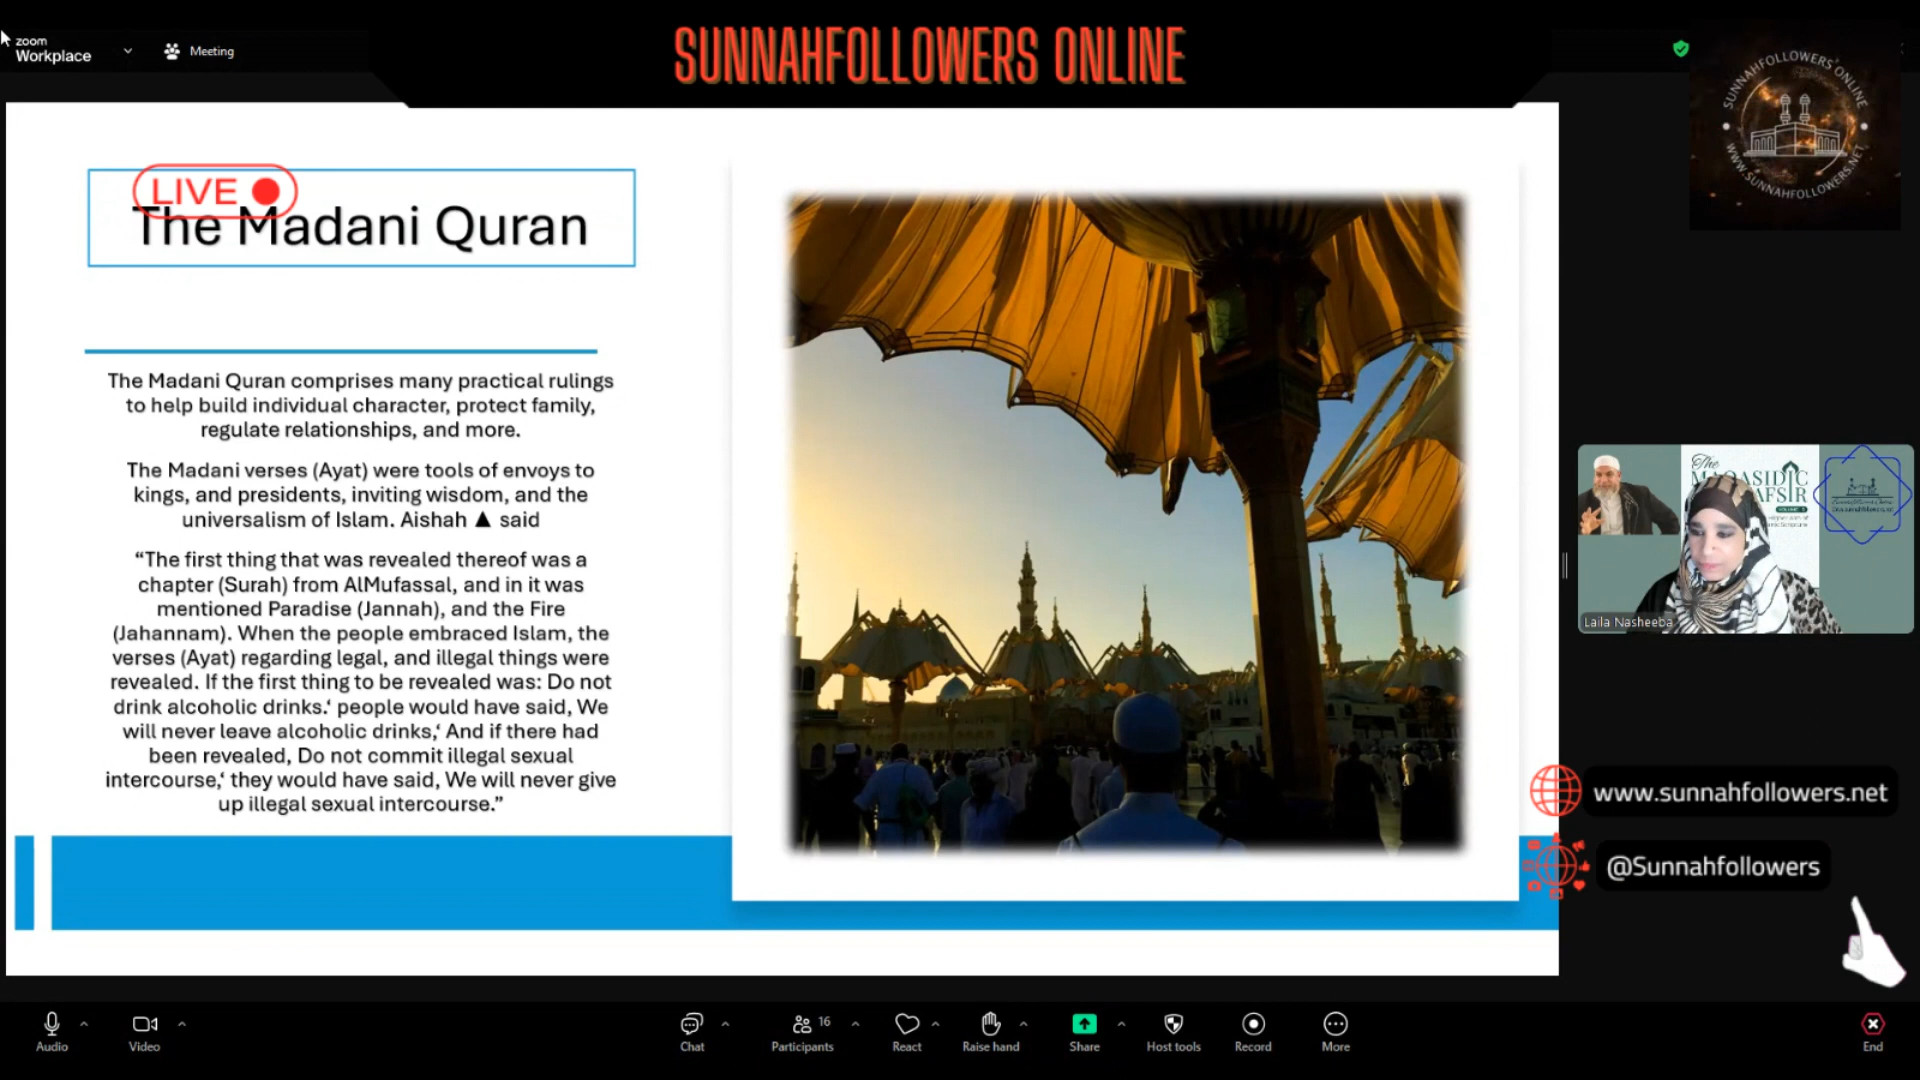 zoom
Workplace
Meeting
SUNNAHFOLLOWERS ONLINE
SUNNAHFOLLOWERS ONLINE
WWW.SUNNAHFOLLOWERS.NET
LIVE
The Madani Quran
The Madani Quran comprises many practical rulings
to help build individual character, protect family,
regulate relationships, and more.
The Madani verses (Ayat) were tools of envoys to
kings, and presidents, inviting wisdom, and the
universalism of Islam. Aishah ▲ said
“The first thing that was revealed thereof was a
chapter (Surah) from AlMufassal, and in it was
mentioned Paradise (Jannah), and the Fire
(Jahannam). When the people embraced Islam, the
verses (Ayat) regarding legal, and illegal things were
revealed. If the first thing to be revealed was: Do not
drink alcoholic drinks.‘ people would have said, We
will never leave alcoholic drinks,‘ And if there had
been revealed, Do not commit illegal sexual
intercourse,‘ they would have said, We will never give
up illegal sexual intercourse.”
The
Laila Nasheeba
www.sunnahfollowers.net
@Sunnahfollowers
Audio
Video
Chat
16
Participants
React
Raise hand
Share
Host tools
Record
More
End